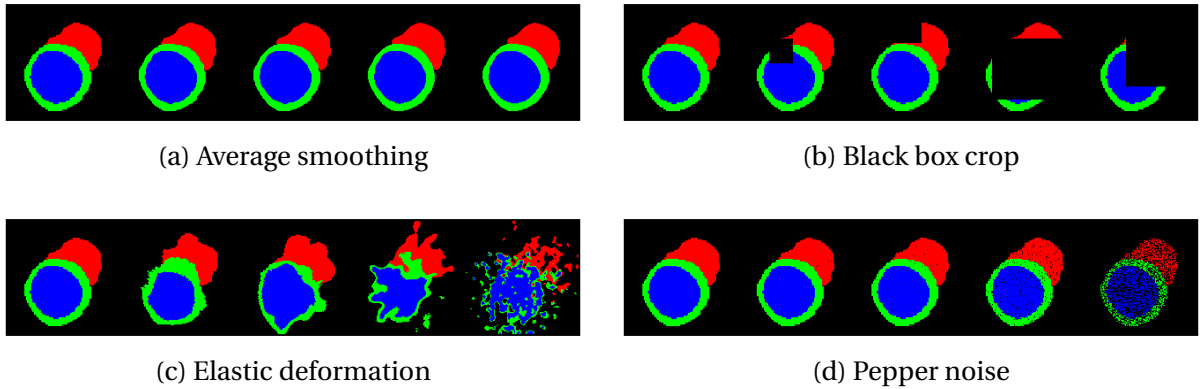 (a) Average smoothing
(b) Black box crop
(c) Elastic deformation
(d) Pepper noise